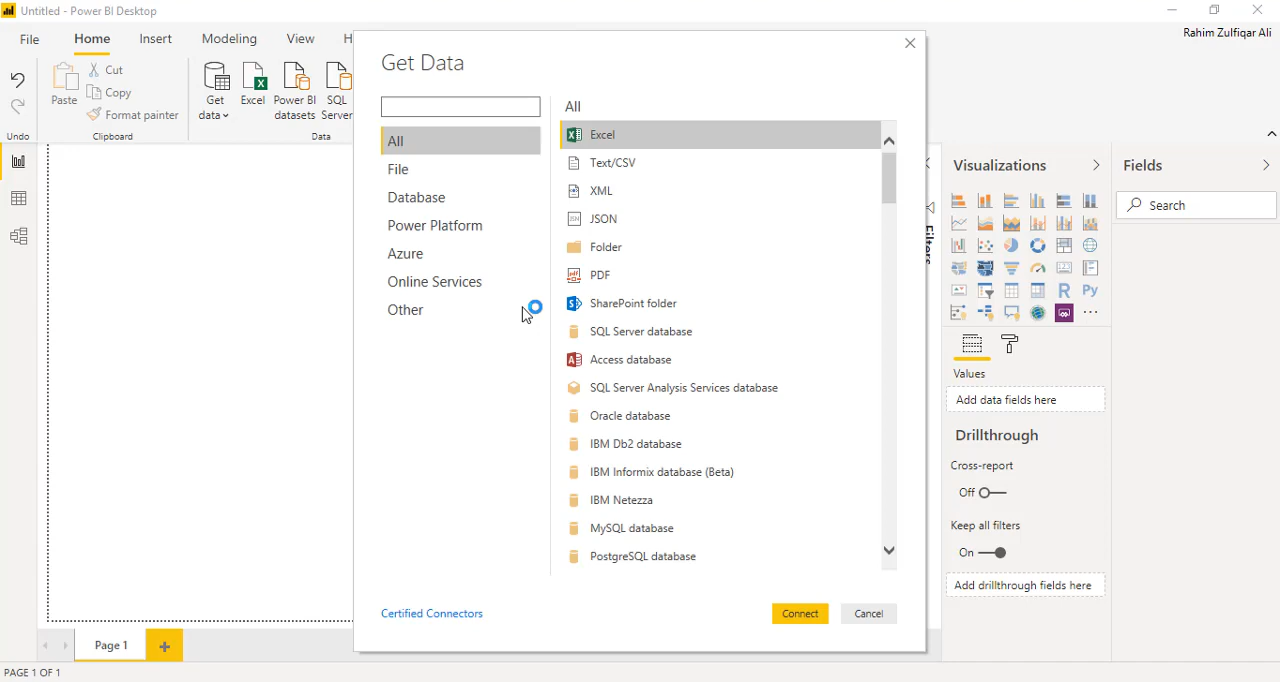 Untitled - Power BI Desktop
Rahim Zulfiqar Ali
File
Home
Insert
Modeling
View
H
Undo
Paste
Cut
Copy
Format painter
Clipboard
Get data
Excel
Power BI datasets
SQL Server
Data
Get Data
All
File
Database
Power Platform
Azure
Online Services
Other
All
Excel
Text/CSV
XML
JSON
Folder
PDF
SharePoint folder
SQL Server database
Access database
SQL Server Analysis Services database
Oracle database
IBM Db2 database
IBM Informix database (Beta)
IBM Netezza
MySQL database
PostgreSQL database
Certified Connectors
Connect
Cancel
Filters
Visualizations
R
Py
Values
Add data fields here
Drillthrough
Cross-report
Off
Keep all filters
On
Add drillthrough fields here
Fields
Search
Page 1
PAGE 1 OF 1